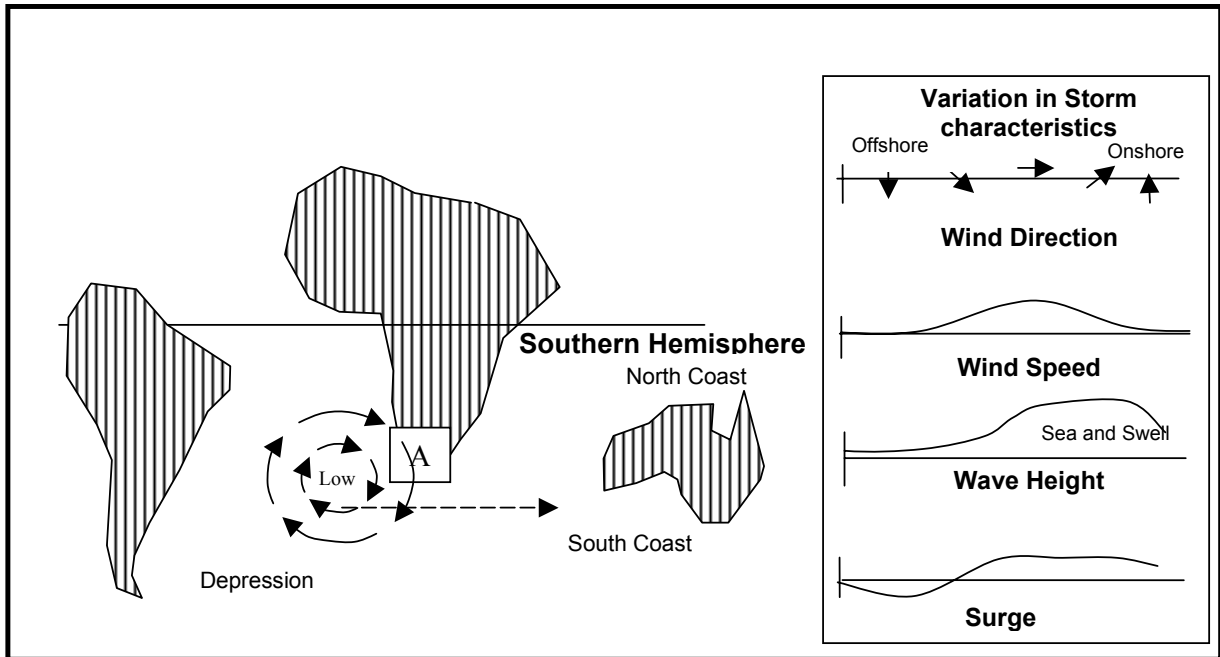 Variation in Storm
characteristics
Offshore
Onshore
Wind Direction
Wind Speed
Sea and Swell
Wave Height
Surge
Southern Hemisphere
North Coast
A
Low
South Coast
Depression